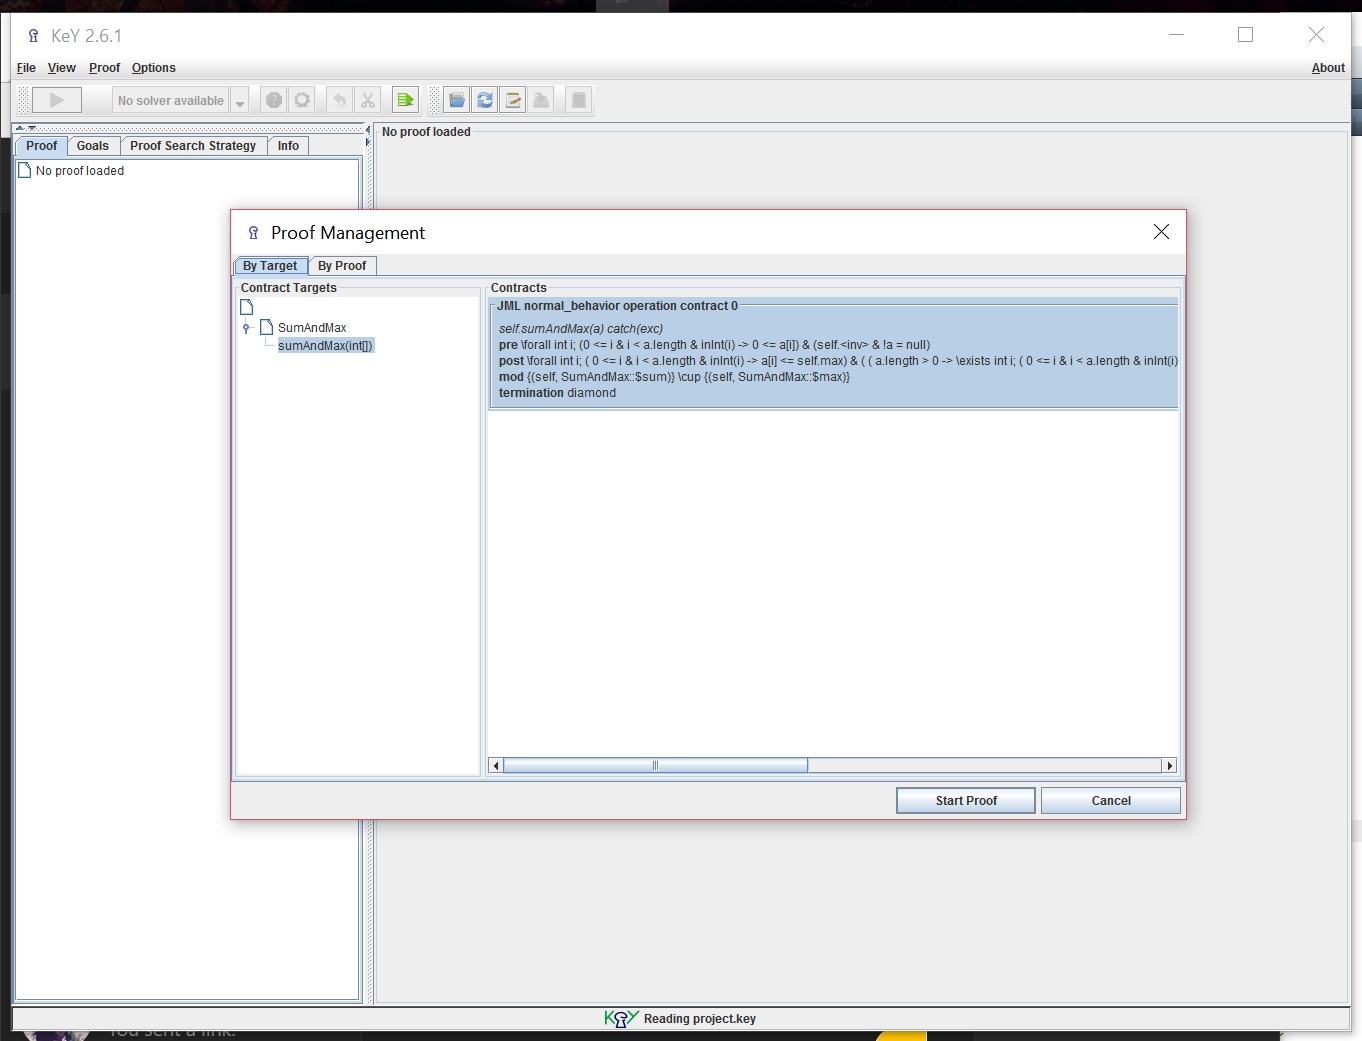 KeY 2.6.1
File View Proof Options About
No solver available
Proof Goals Proof Search Strategy Info
No proof loaded
No proof loaded
Proof Management
By Target By Proof
Contract Targets
SumAndMax
sumAndMax(int[])
Contracts
JML normal_behavior operation contract 0
self.sumAndMax(a) catch(exc)
pre \forall int i; (0 <= i & i < a.length & inInt(i) -> 0 <= a[i]) & (self.<inv> & !a = null)
post \forall int i; ( 0 <= i & i < a.length & inInt(i) -> a[i] <= self.max) & ( ( a.length > 0 -> \exists int i; ( 0 <= i & i < a.length & inInt(i)
mod {(self, SumAndMax::$sum)} \cup {(self, SumAndMax::$max)}
termination diamond
Start Proof Cancel
KeY Reading project.key
You sent a link.